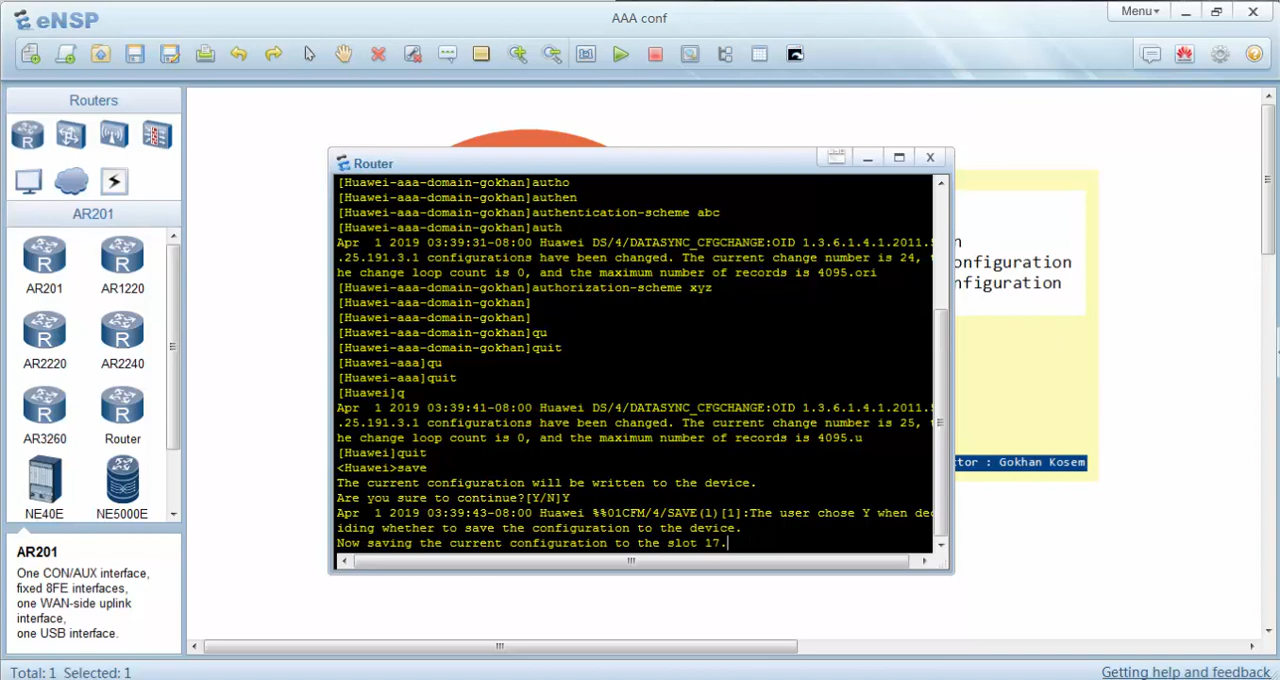 eNSP
AAA conf
Menu
Routers
AR201
AR201
AR1220
AR2220
AR2240
AR3260
Router
NE40E
NE5000E
AR201
One CON/AUX interface,
fixed 8FE interfaces,
one WAN-side uplink
interface,
one USB interface.
Router
[Huawei-aaa-domain-gokhan]autho
[Huawei-aaa-domain-gokhan]authen
[Huawei-aaa-domain-gokhan]authentication-scheme abc
[Huawei-aaa-domain-gokhan]auth
Apr  1 2019 03:39:31-08:00 Huawei DS/4/DATASYNC_CFGCHANGE:OID 1.3.6.1.4.1.2011.5
.25.191.3.1 configurations have been changed. The current change number is 24, t
he change loop count is 0, and the maximum number of records is 4095.ori
[Huawei-aaa-domain-gokhan]authorization-scheme xyz
[Huawei-aaa-domain-gokhan]
[Huawei-aaa-domain-gokhan]
[Huawei-aaa-domain-gokhan]qu
[Huawei-aaa-domain-gokhan]quit
[Huawei-aaa]qu
[Huawei-aaa]quit
[Huawei]q
Apr  1 2019 03:39:41-08:00 Huawei DS/4/DATASYNC_CFGCHANGE:OID 1.3.6.1.4.1.2011.5
.25.191.3.1 configurations have been changed. The current change number is 25, t
he change loop count is 0, and the maximum number of records is 4095.u
[Huawei]quit
<Huawei>save
The current configuration will be written to the device.
Are you sure to continue?[Y/N]Y
Apr  1 2019 03:39:43-08:00 Huawei %%01CFM/4/SAVE(l)[1]:The user chose Y when dec
iding whether to save the configuration to the device.
Now saving the current configuration to the slot 17.
n
onfiguration
nfiguration
ctor : Gokhan Kosem
Total: 1 Selected: 1
Getting help and feedback